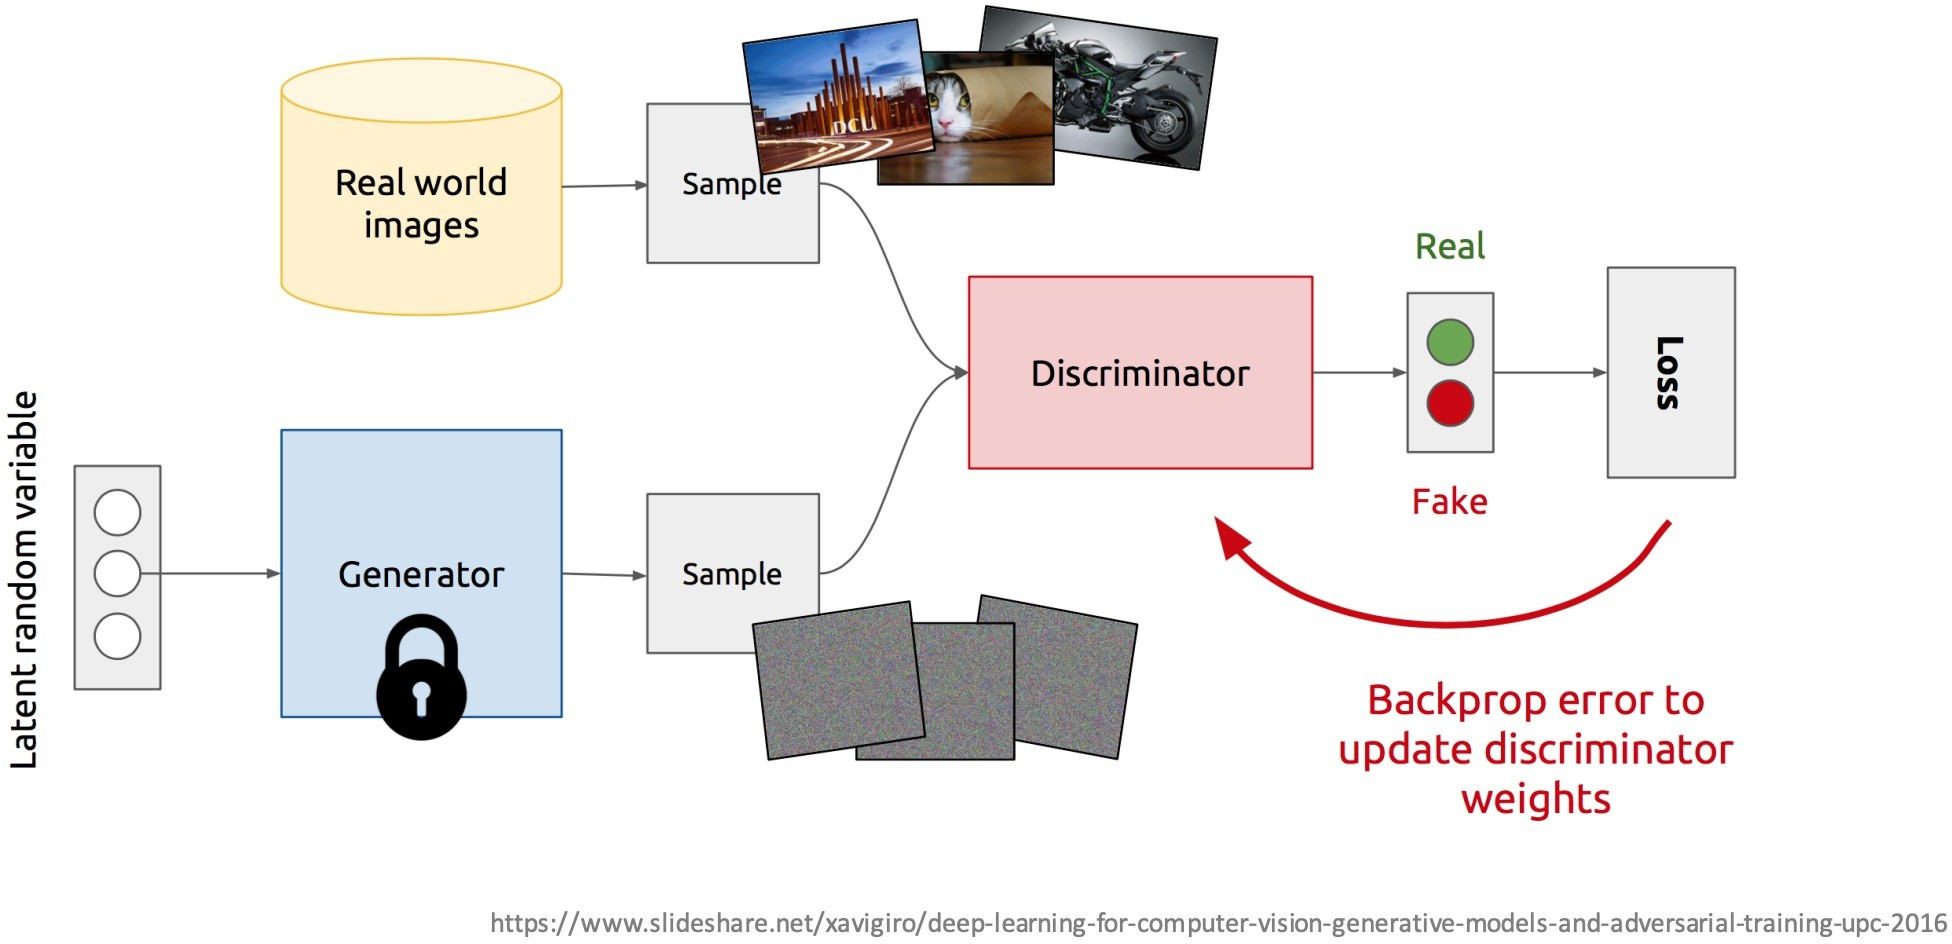 Real world
images
Sample
DCU
Latent random variable
Generator
Sample
Discriminator
Real
Fake
Loss
Backprop error to
update discriminator
weights
https://www.slideshare.net/xavigiro/deep-learning-for-computer-vision-generative-models-and-adversarial-training-upc-2016